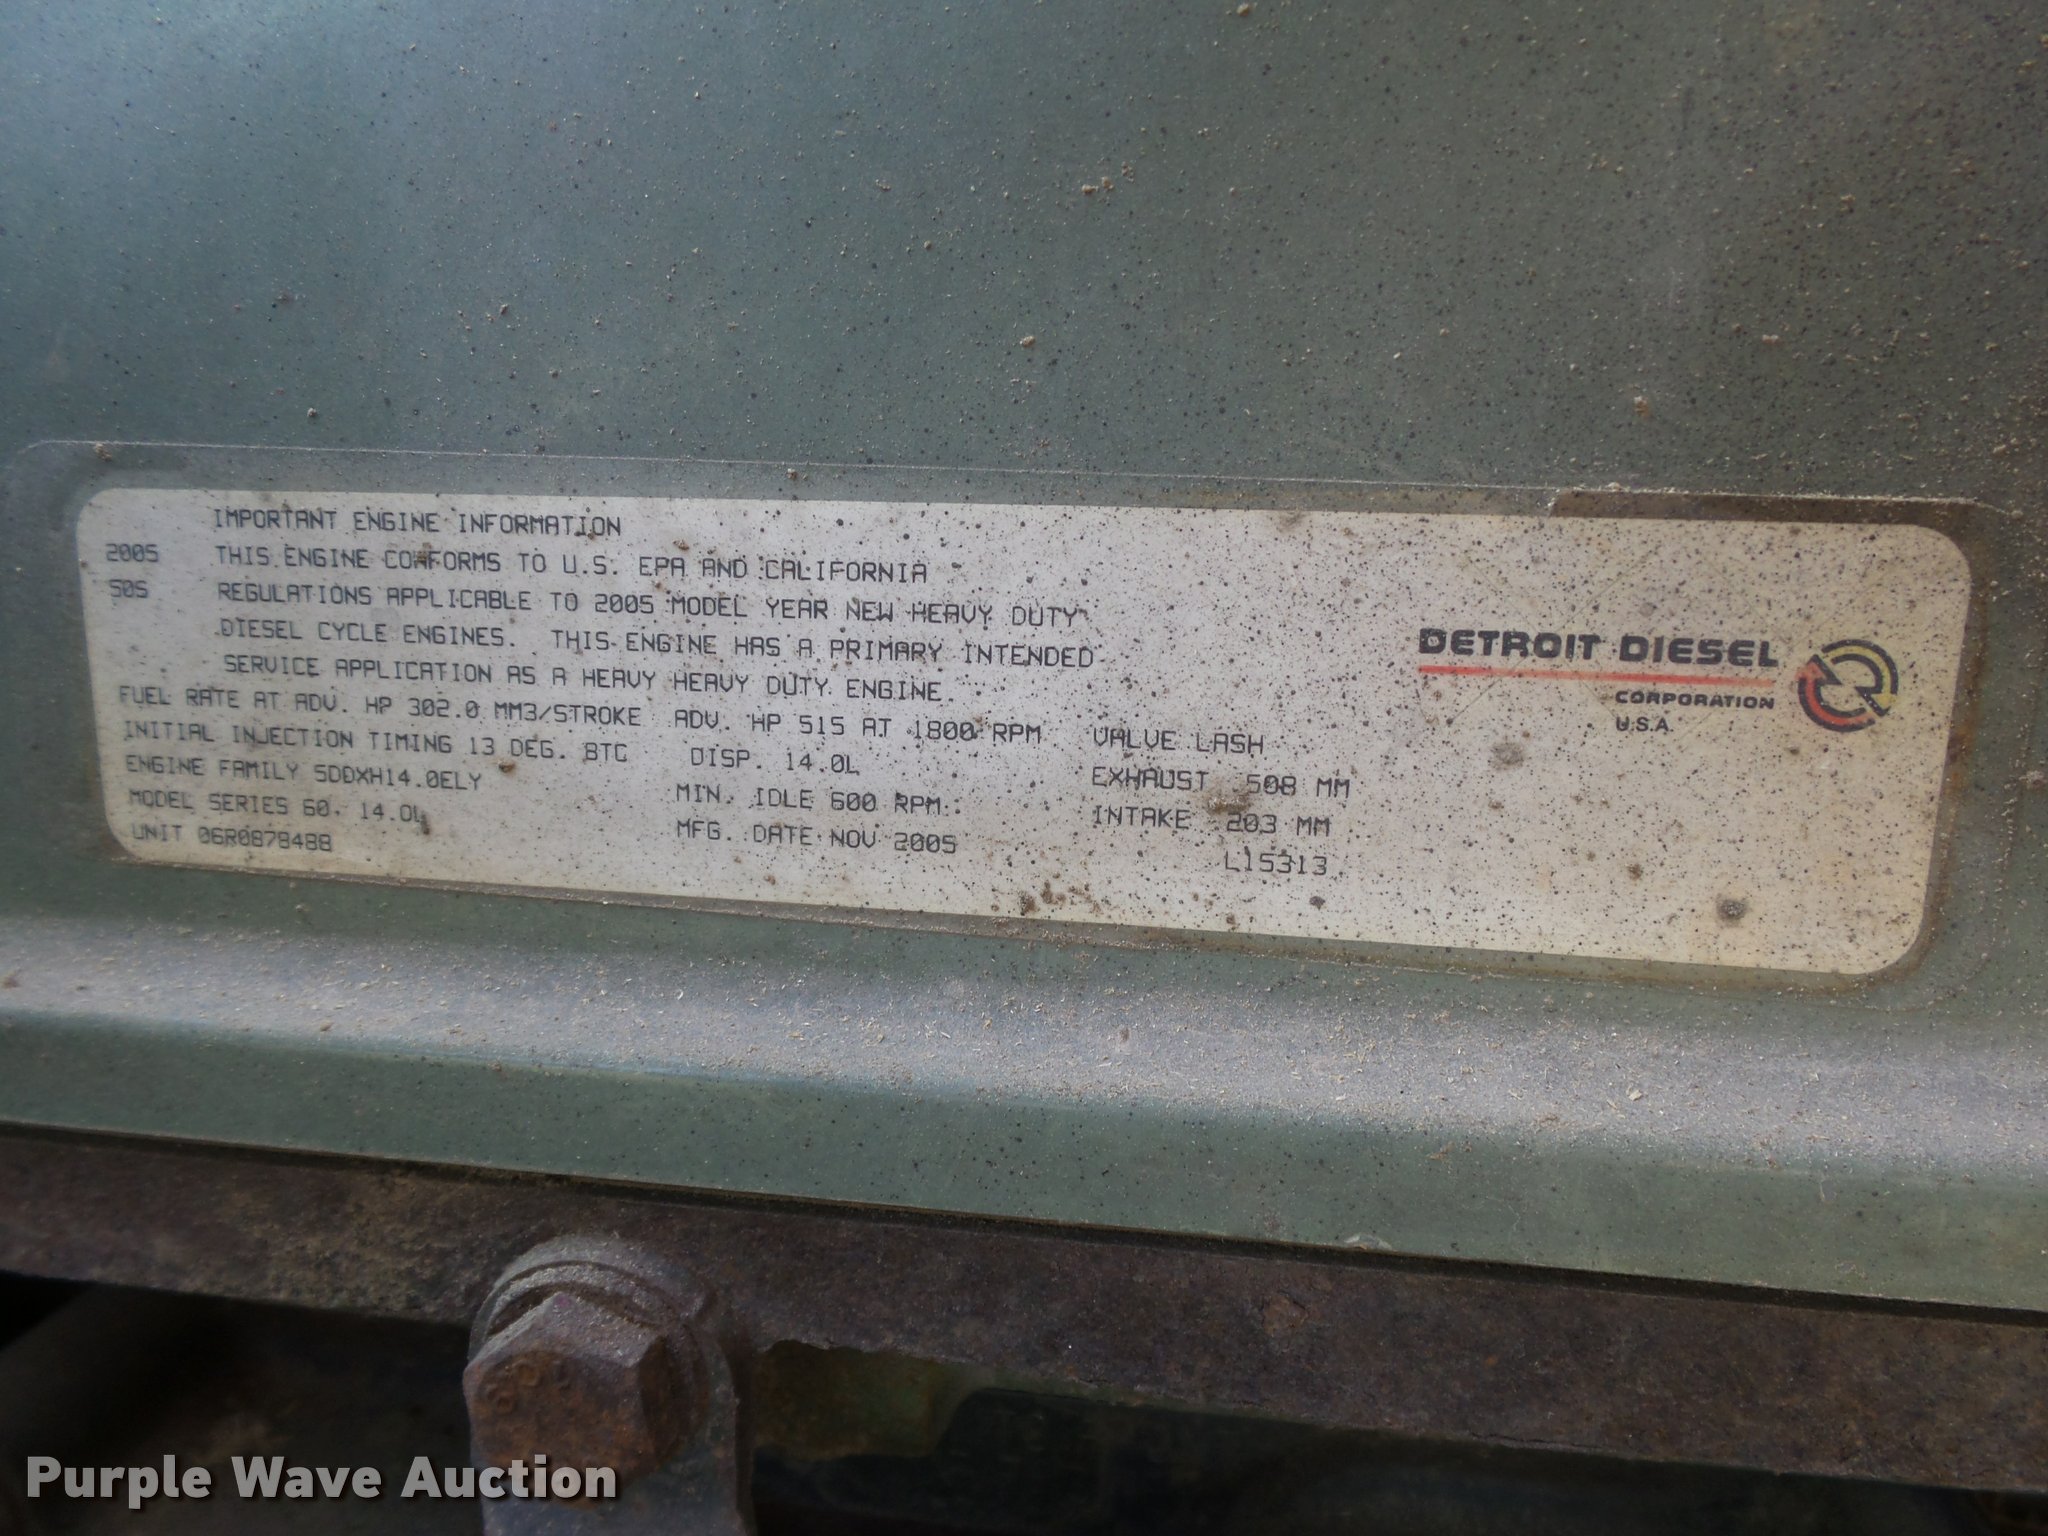 IMPORTANT ENGINE INFORMATION
2005 THIS ENGINE CONFORMS TO U.S. EPA AND CALIFORNIA
50S REGULATIONS APPLICABLE TO 2005 MODEL YEAR NEW HEAVY DUTY
DIESEL CYCLE ENGINES. THIS ENGINE HAS A PRIMARY INTENDED
SERVICE APPLICATION AS A HEAVY HEAVY DUTY ENGINE.
FUEL RATE AT ADV. HP 302.0 MM3/STROKE ADV. HP 515 AT 1800 RPM
INITIAL INJECTION TIMING 13 DEG. BTC DISP. 14.0L
ENGINE FAMILY 5DDXH14.0ELY MIN. IDLE 600 RPM
MODEL SERIES 60, 14.0L MFG. DATE NOV 2005
UNIT 06R0878488
VALVE LASH
EXHAUST .508 MM
INTAKE .203 MM
L15313
DETROIT DIESEL
CORPORATION
U.S.A.
Purple Wave Auction